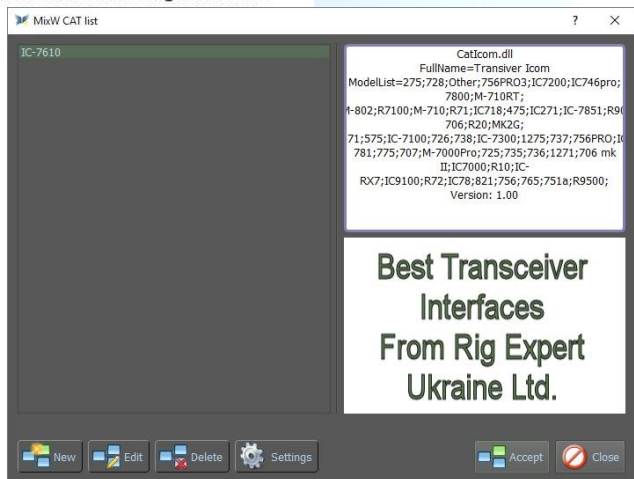 MixW CAT list
IC-7610
CatIcom.dll
FullName=Transiver Icom
ModelList=275;728;Other;756PRO3;IC7200;IC746pro;
7800;M-710RT;
M-802;R7100;M-710;R71;IC718;475;IC271;IC-7851;R90
706;R20;MK2G;
71;575;IC-7100;726;738;IC-7300;1275;737;756PRO;IC
781;775;707;M-7000Pro;725;735;736;1271;706 mk
II;IC7000;R10;IC-
RX7;IC9100;R72;IC78;821;756;765;751a;R9500;
Version: 1.00
Best Transceiver
Interfaces
From Rig Expert
Ukraine Ltd.
New Edit Delete Settings Accept Close